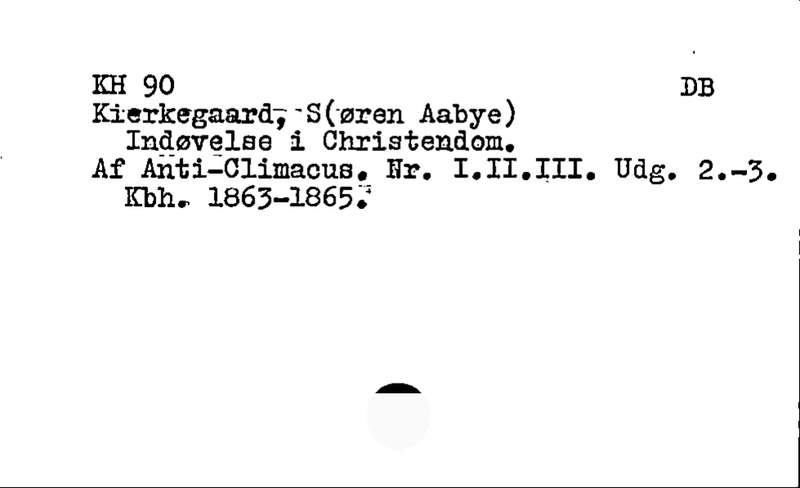 KH 90 DB
Kierkegaard, S(øren Aabye)
Indøvelse i Christendom.
Af Anti-Climacus. Nr. I.II.III. Udg. 2.-3.
Kbh. 1863-1865.